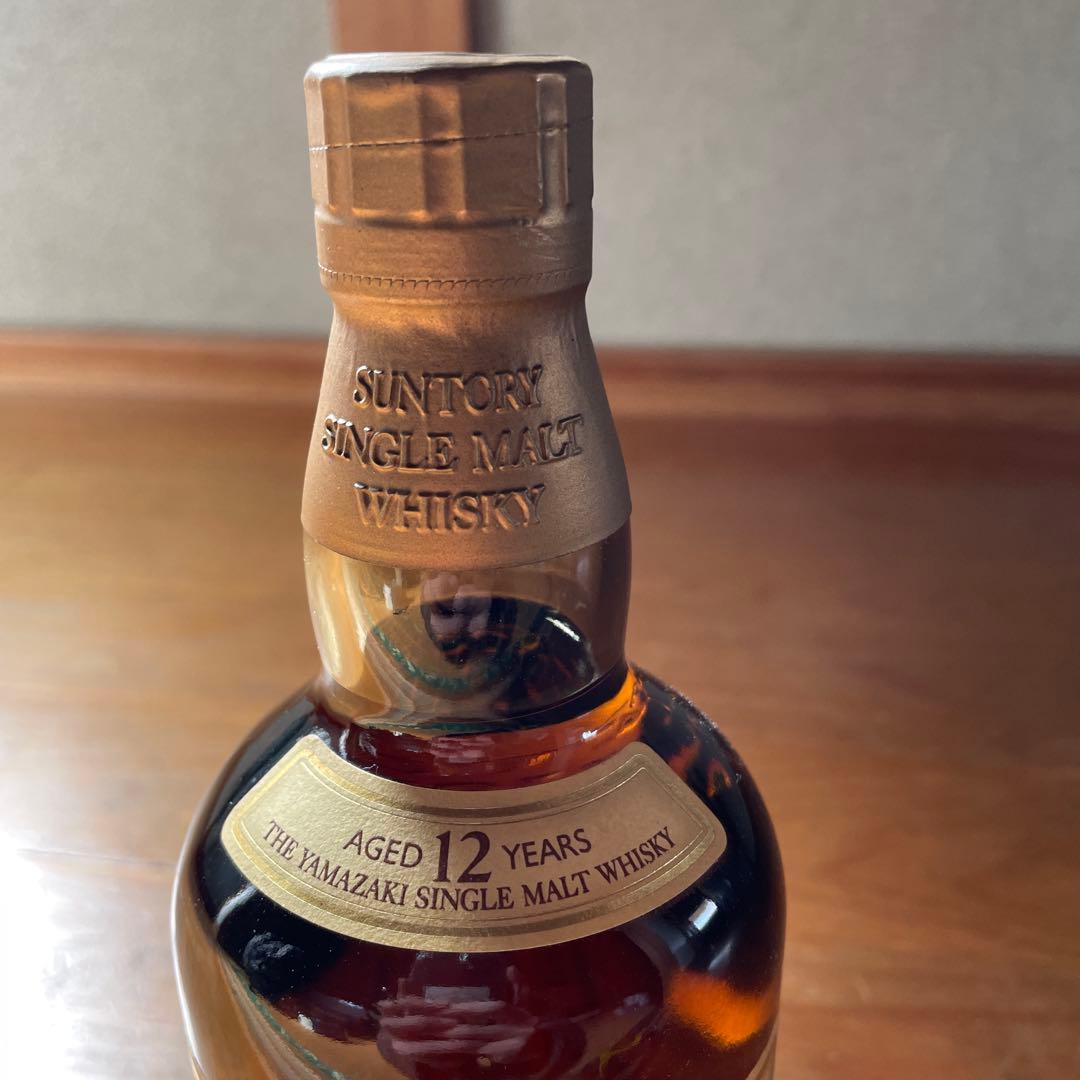 SUNTORY
SINGLE MALT
WHISKY
AGED 12 YEARS
THE YAMAZAKI SINGLE MALT WHISKY